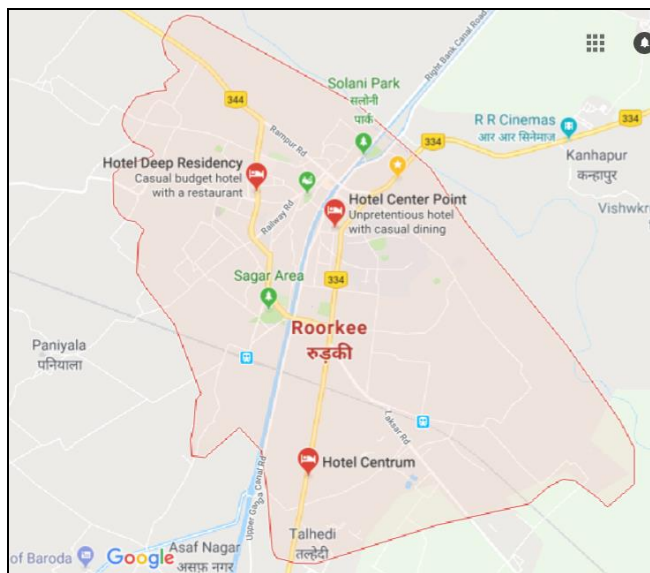 Right Bank Canal Road
Solani Park
सलोनी
पार्क
344
334
R R Cinemas
आर आर सिनेमाज़
334
Rampur Rd
Kanhapur
कन्हापुर
Hotel Deep Residency
Casual budget hotel
with a restaurant
Hotel Center Point
Unpretentious hotel
with casual dining
Vishwkr
Railway Rd
334
Sagar Area
Roorkee
रुड़की
Paniyala
पनियाला
Laksar Rd
Hotel Centrum
Upper Ganga Canal Rd
Talhedi
तल्हेदी
Asaf Nagar
असफ़ नगर
of Baroda
Google